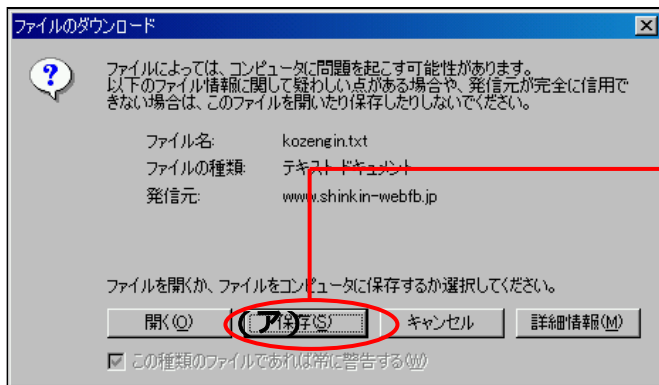 ファイルのダウンロード
ファイルによっては、コンピュータに問題を起こす可能性があります。
以下のファイル情報に関して疑わしい点がある場合や、発信元が完全に信用で
きない場合は、このファイルを開いたり保存したりしないでください。
ファイル名: kozengin.txt
ファイルの種類: テキスト ドキュメント
発信元: www.shinkin-webfb.jp
ファイルを開くか、ファイルをコンピュータに保存するか選択してください。
開く(O) (ア) 保存(S) キャンセル 詳細情報(M)
この種類のファイルであれば常に警告する(W)